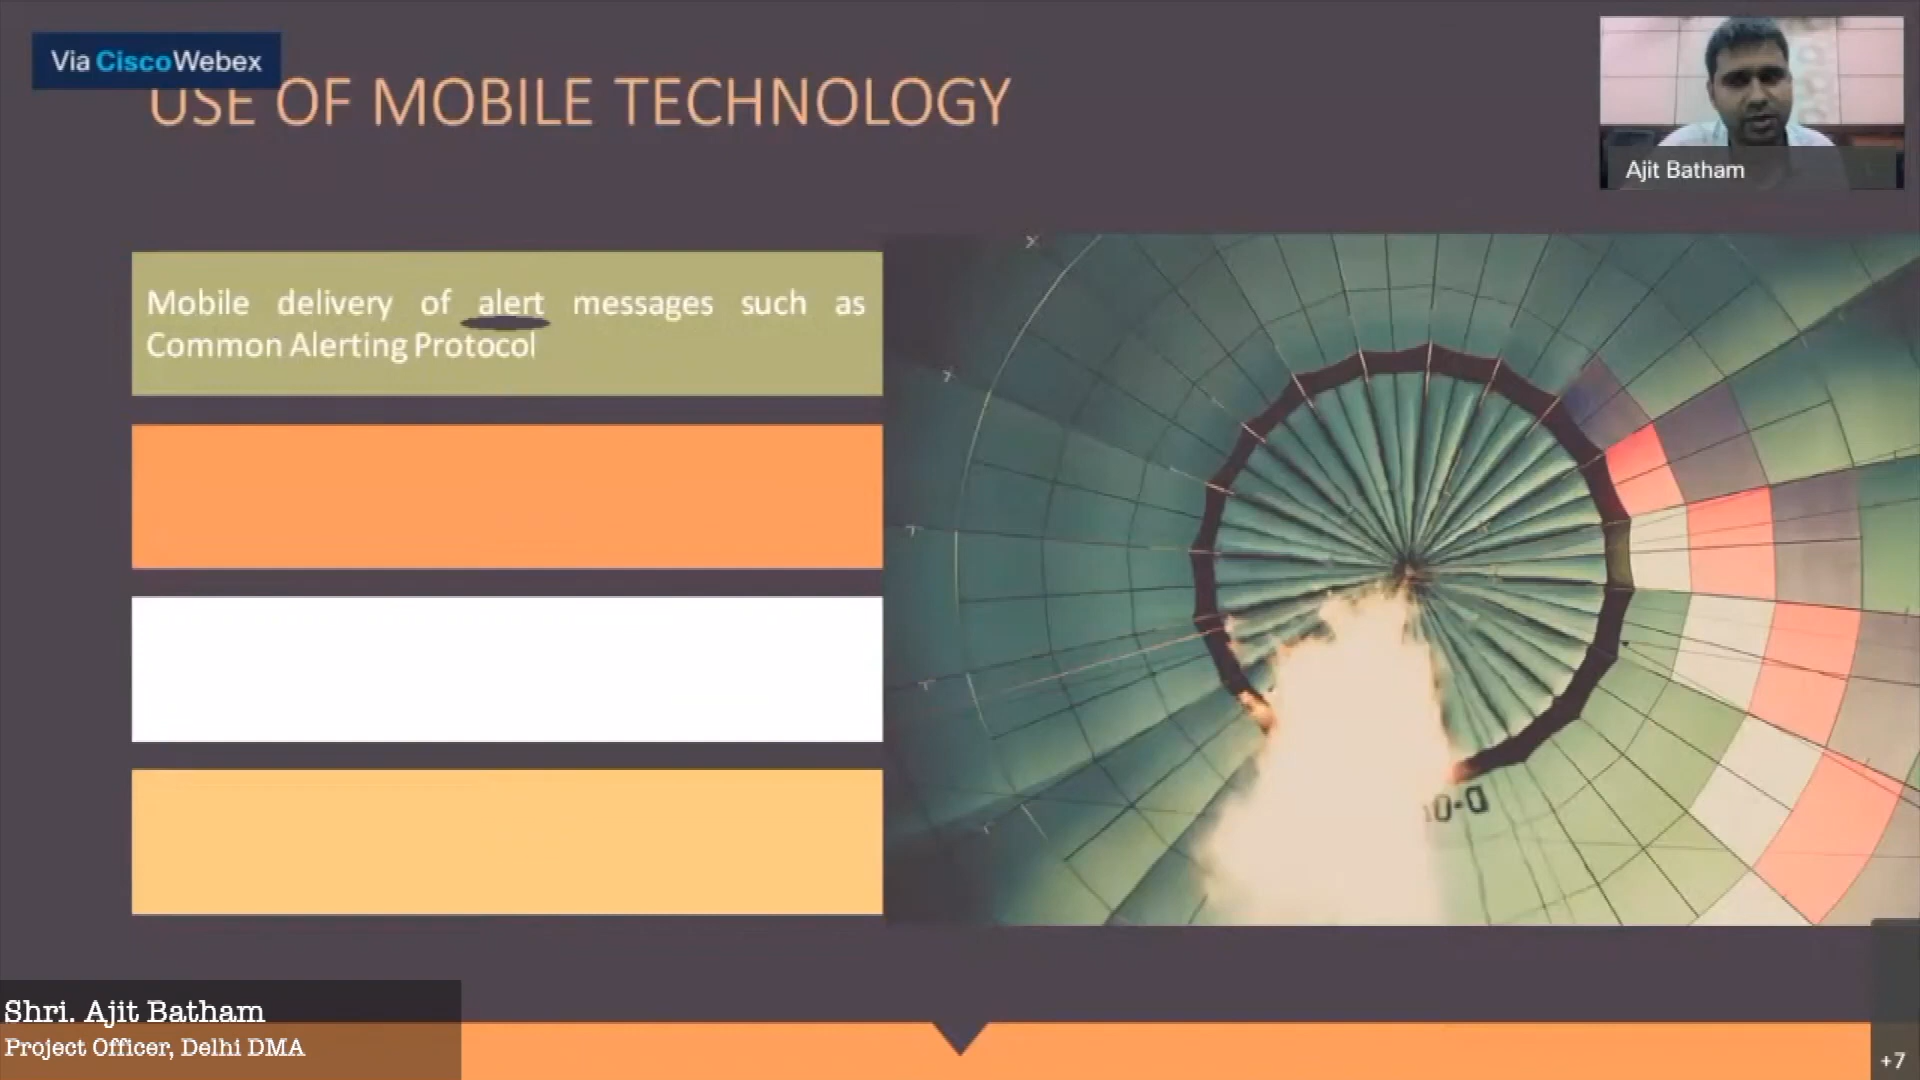 Via CiscoWebex
USE OF MOBILE TECHNOLOGY
Ajit Batham
Mobile delivery of alert messages such as
Common Alerting Protocol
Shri. Ajit Batham
Project Officer, Delhi DMA
+7